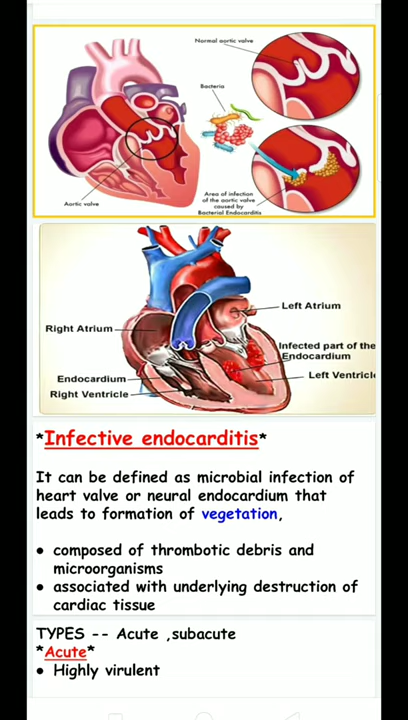 Normal aortic valve
Bacteria
Aortic valve
Area of infection
of the aortic valve
caused by
Bacterial Endocarditis
Left Atrium
Right Atrium
Infected part of the
Endocardium
Left Ventricle
Endocardium
Right Ventricle
*Infective endocarditis*
It can be defined as microbial infection of
heart valve or neural endocardium that
leads to formation of vegetation,
● composed of thrombotic debris and
microorganisms
● associated with underlying destruction of
cardiac tissue
TYPES -- Acute ,subacute
*Acute*
● Highly virulent